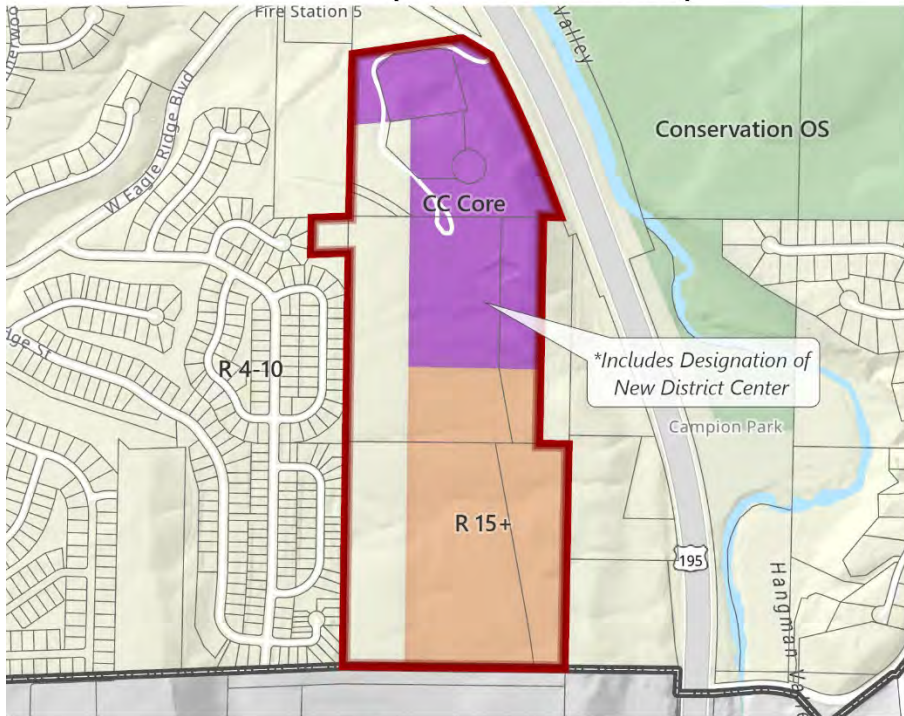 Fire Station 5
Valley
W Eagle Ridge Blvd
Conservation OS
CC Core
R 4-10
*Includes Designation of
New District Center
Campion Park
R 15+
195
Hangman